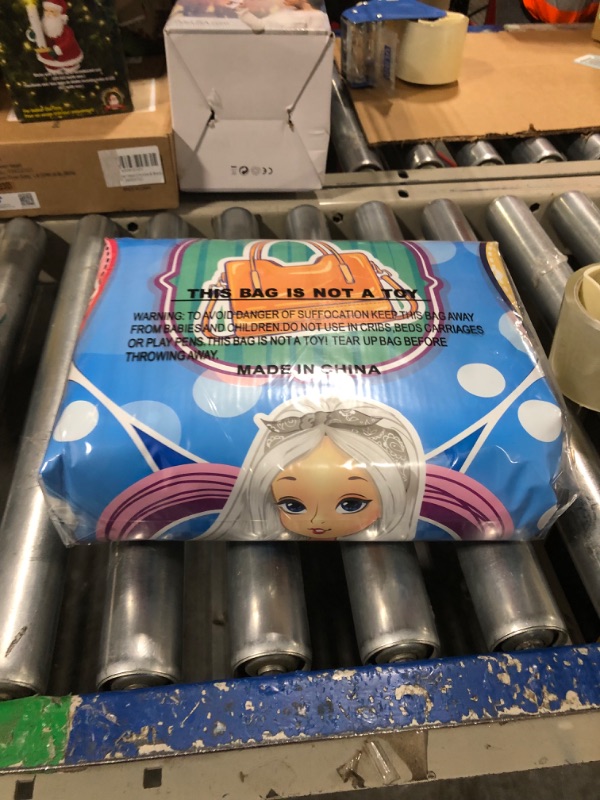 THIS BAG IS NOT A TOY
WARNING: TO AVOID DANGER OF SUFFOCATION KEEP THIS BAG AWAY
FROM BABIES AND CHILDREN.DO NOT USE IN CRIBS,BEDS CARRIAGES
OR PLAY PENS. THIS BAG IS NOT A TOY! TEAR UP BAG BEFORE
THROWING AWAY.
MADE IN CHINA